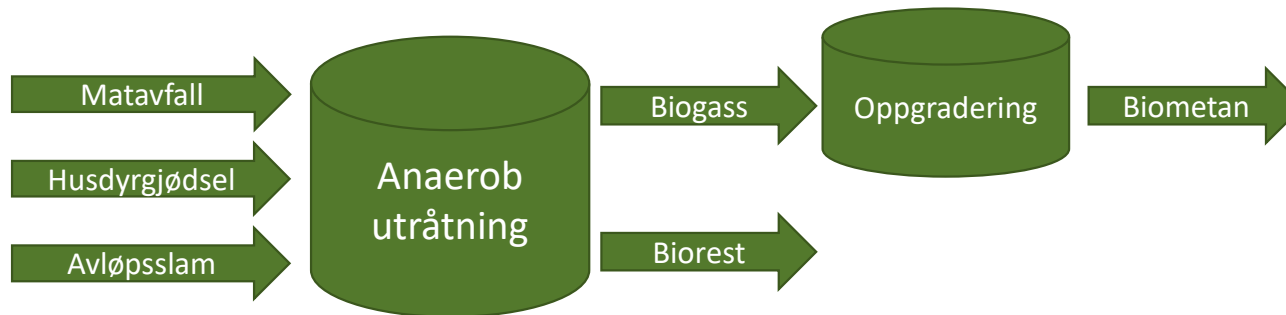 Matavfall
Husdyrgjødsel
Avløpsslam
Anaerob
utråtning
Biogass
Biorest
Oppgradering
Biometan